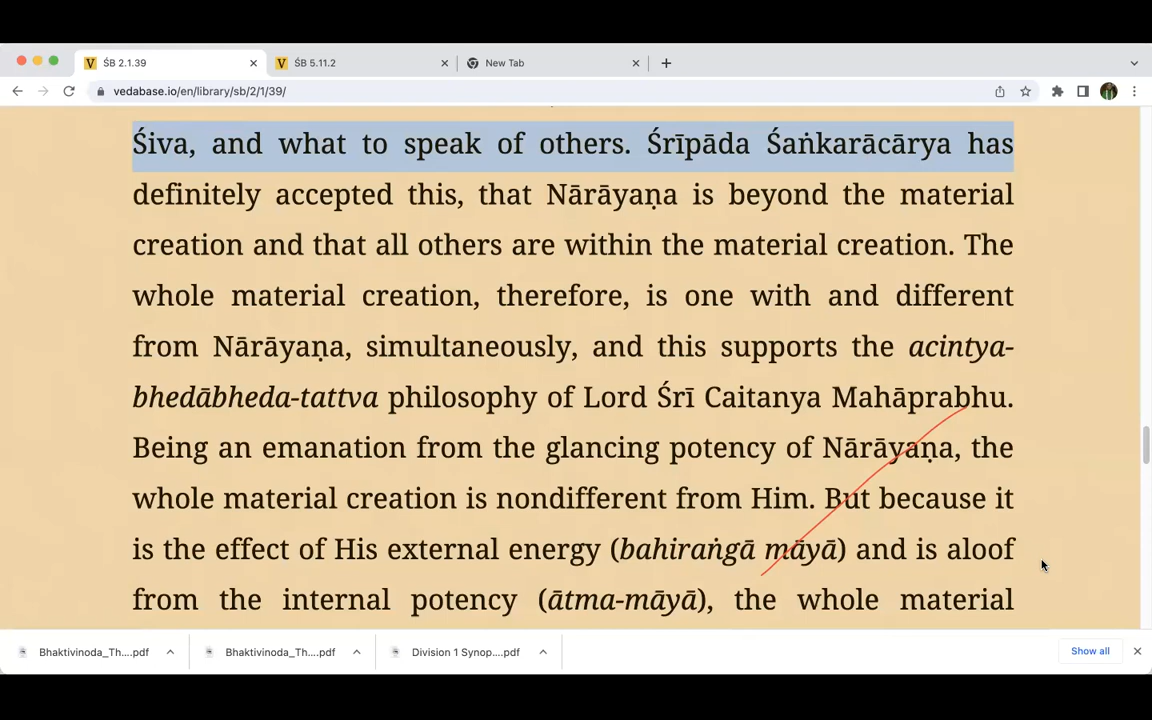 ŚB 2.1.39
ŚB 5.11.2
New Tab
vedabase.io/en/library/sb/2/1/39/
Śiva, and what to speak of others. Śrīpāda Śaṅkarācārya has
definitely accepted this, that Nārāyaṇa is beyond the material
creation and that all others are within the material creation. The
whole material creation, therefore, is one with and different
from Nārāyaṇa, simultaneously, and this supports the acintya-
bhedābheda-tattva philosophy of Lord Śrī Caitanya Mahāprabhu.
Being an emanation from the glancing potency of Nārāyaṇa, the
whole material creation is nondifferent from Him. But because it
is the effect of His external energy (bahiraṅgā māyā) and is aloof
from the internal potency (ātma-māyā), the whole material
Bhaktivinoda_Th....pdf
Bhaktivinoda_Th....pdf
Division 1 Synop....pdf
Show all